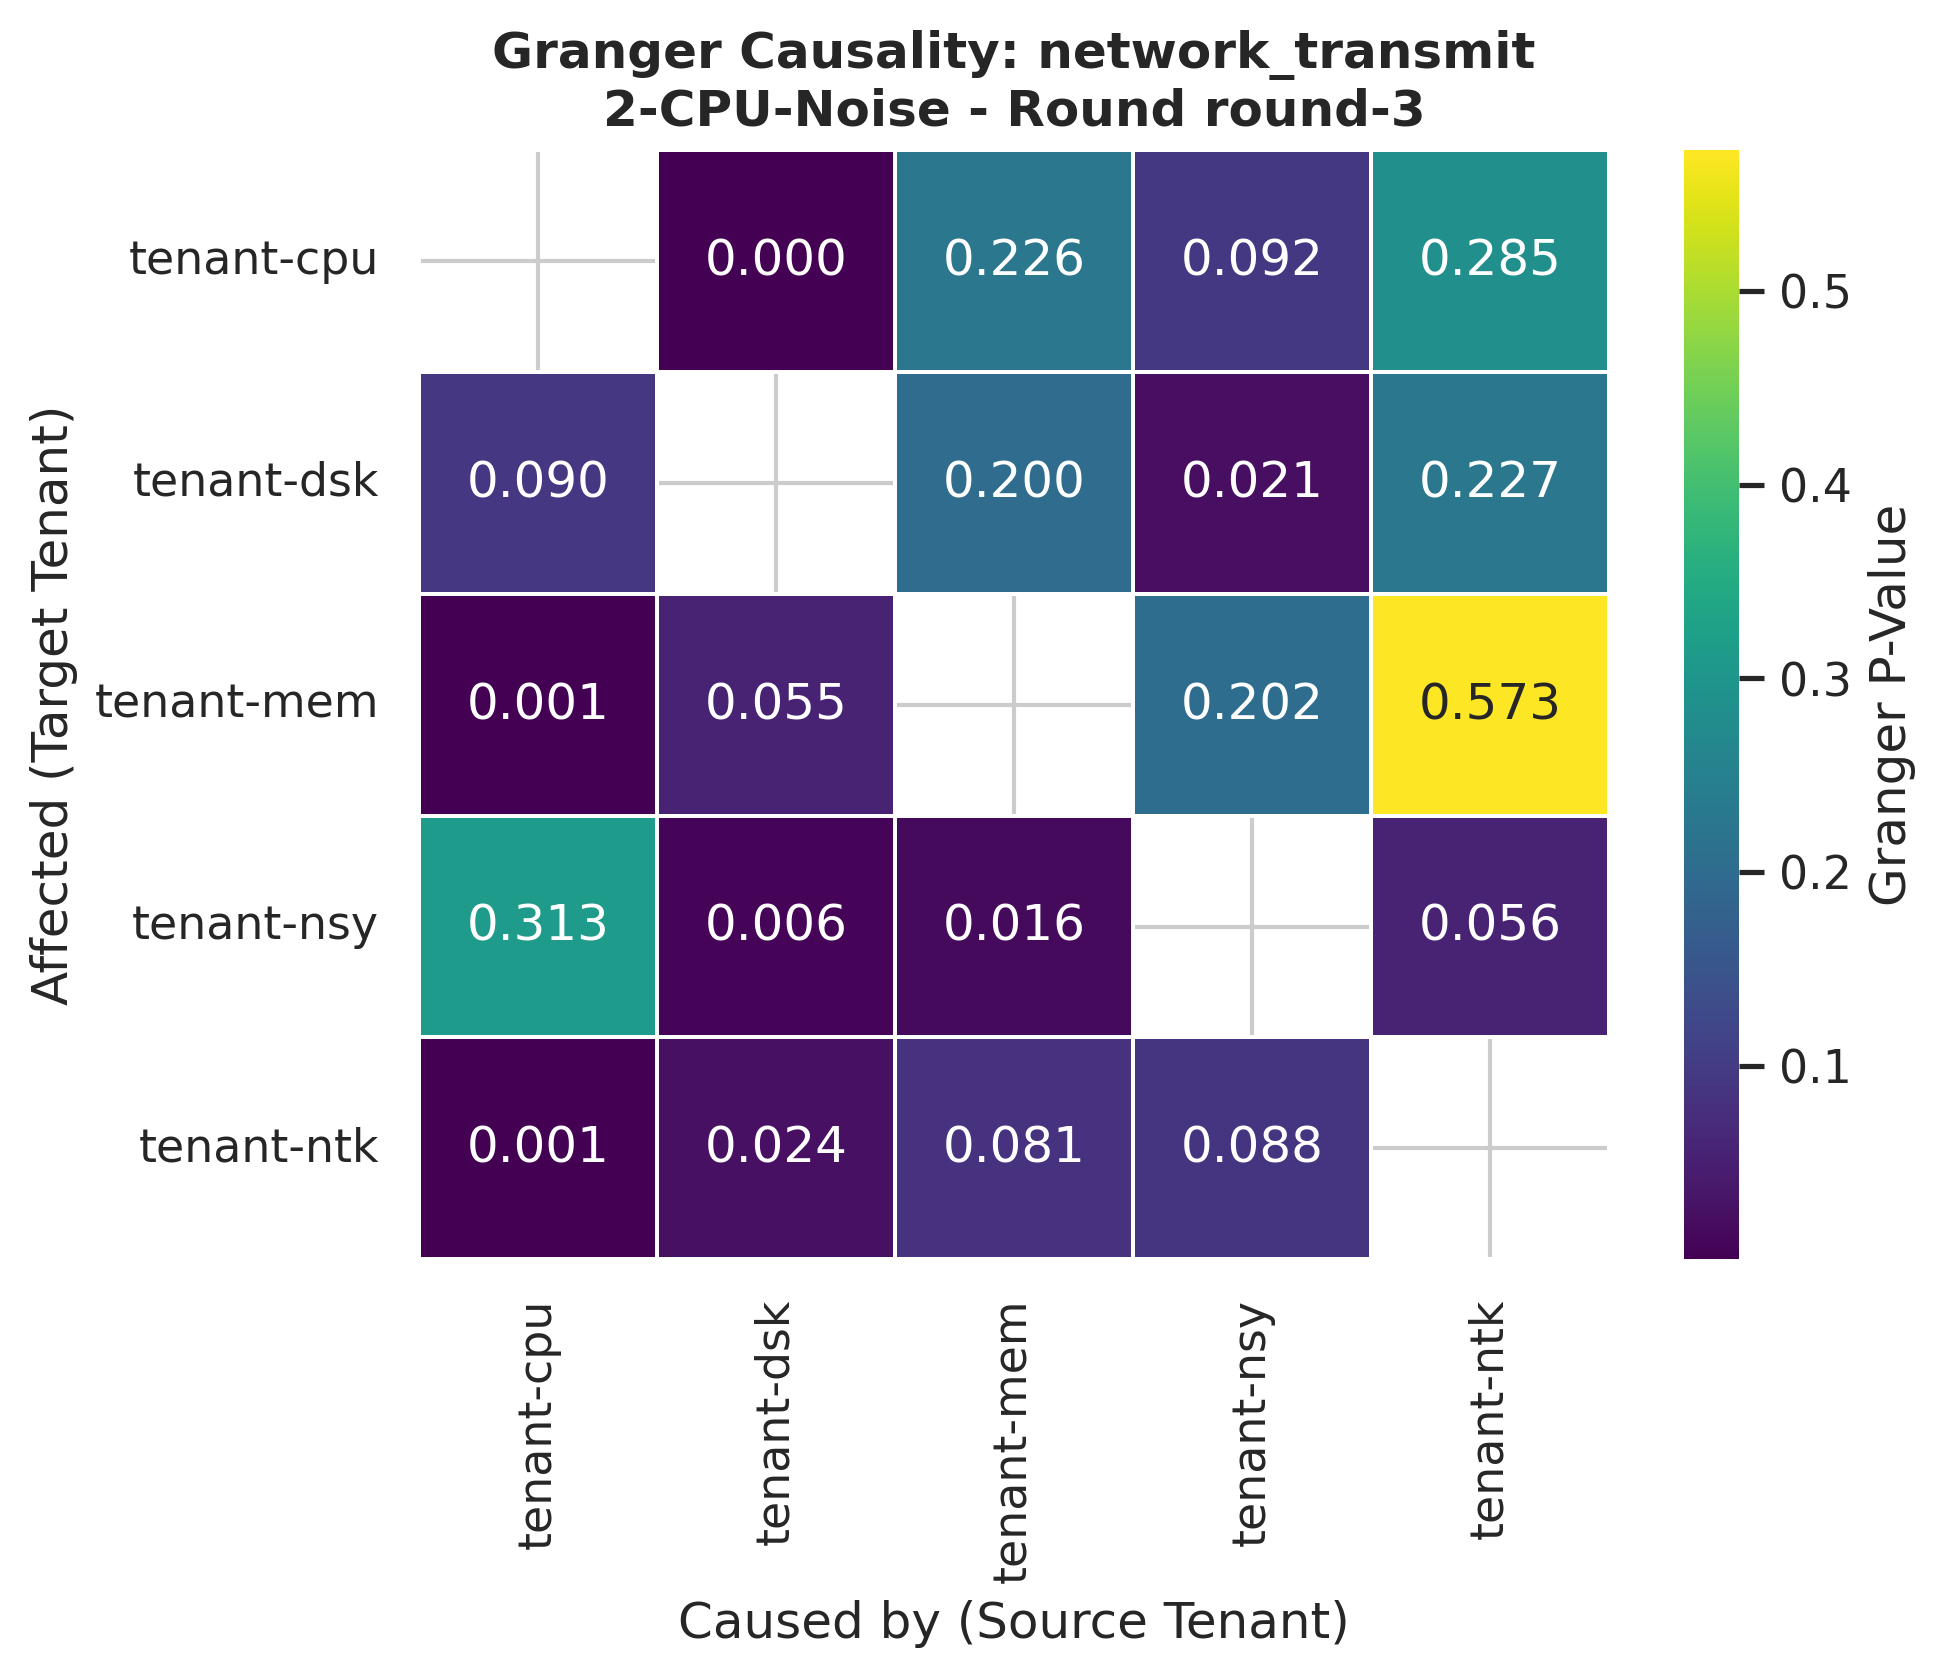 Granger Causality: network_transmit
2-CPU-Noise - Round round-3
Affected (Target Tenant)
tenant-cpu 0.000 0.226 0.092 0.285
tenant-dsk 0.090 0.200 0.021 0.227
tenant-mem 0.001 0.055 0.202 0.573
tenant-nsy 0.313 0.006 0.016 0.056
tenant-ntk 0.001 0.024 0.081 0.088
tenant-cpu
tenant-dsk
tenant-mem
tenant-nsy
tenant-ntk
Caused by (Source Tenant)
0.5
0.4
0.3
0.2
0.1
Granger P-Value